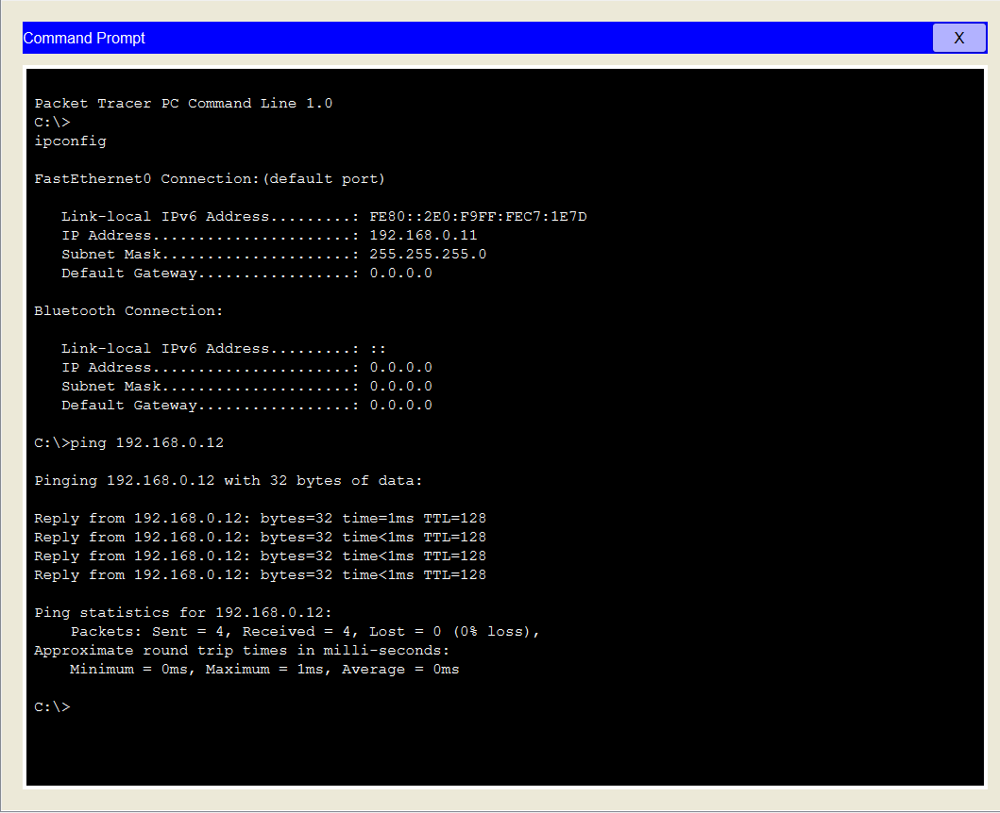 Command Prompt
X
Packet Tracer PC Command Line 1.0
C:\>
ipconfig
FastEthernet0 Connection:(default port)
Link-local IPv6 Address.........: FE80::2E0:F9FF:FEC7:1E7D
IP Address......................: 192.168.0.11
Subnet Mask.....................: 255.255.255.0
Default Gateway.................: 0.0.0.0
Bluetooth Connection:
Link-local IPv6 Address.........: ::
IP Address......................: 0.0.0.0
Subnet Mask.....................: 0.0.0.0
Default Gateway.................: 0.0.0.0
C:\>ping 192.168.0.12
Pinging 192.168.0.12 with 32 bytes of data:
Reply from 192.168.0.12: bytes=32 time=1ms TTL=128
Reply from 192.168.0.12: bytes=32 time<1ms TTL=128
Reply from 192.168.0.12: bytes=32 time<1ms TTL=128
Reply from 192.168.0.12: bytes=32 time<1ms TTL=128
Ping statistics for 192.168.0.12:
Packets: Sent = 4, Received = 4, Lost = 0 (0% loss),
Approximate round trip times in milli-seconds:
Minimum = 0ms, Maximum = 1ms, Average = 0ms
C:\>